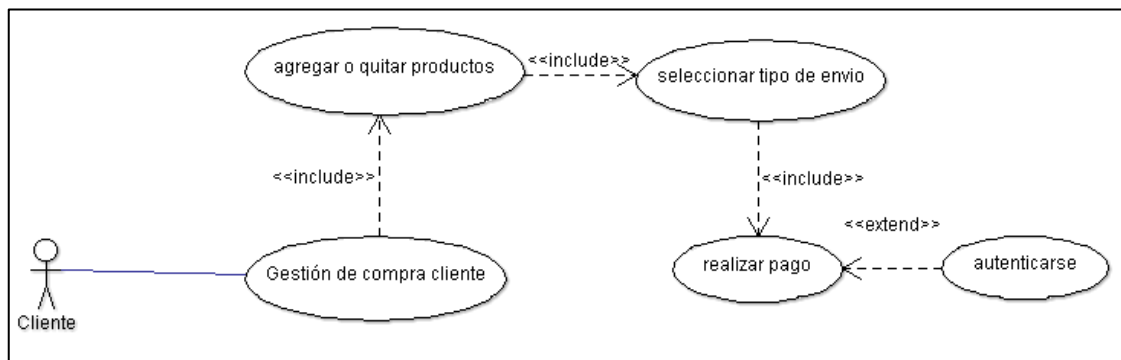 agregar o quitar productos
<<include>>
seleccionar tipo de envio
<<include>>
<<include>>
<<extend>>
Cliente
Gestión de compra cliente
realizar pago
autenticarse